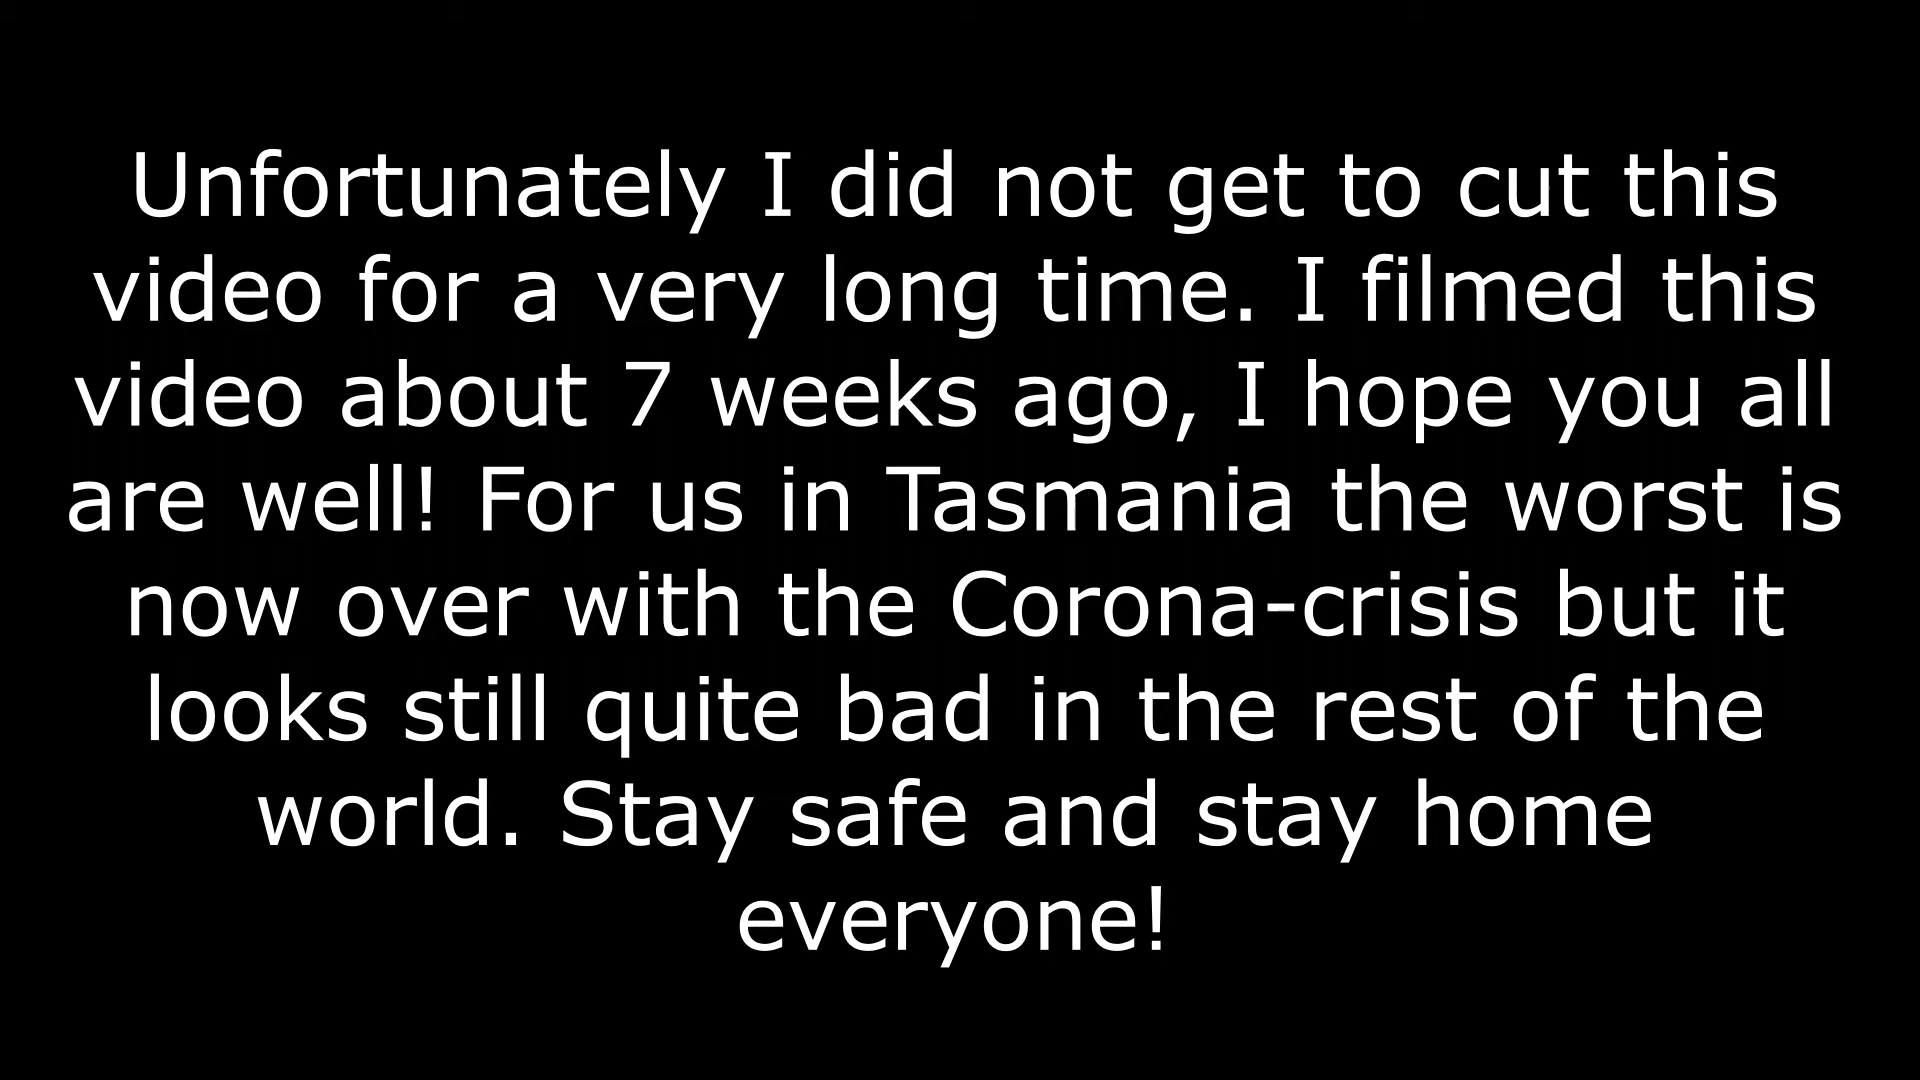 Unfortunately I did not get to cut this
video for a very long time. I filmed this
video about 7 weeks ago, I hope you all
are well! For us in Tasmania the worst is
now over with the Corona-crisis but it
looks still quite bad in the rest of the
world. Stay safe and stay home
everyone!